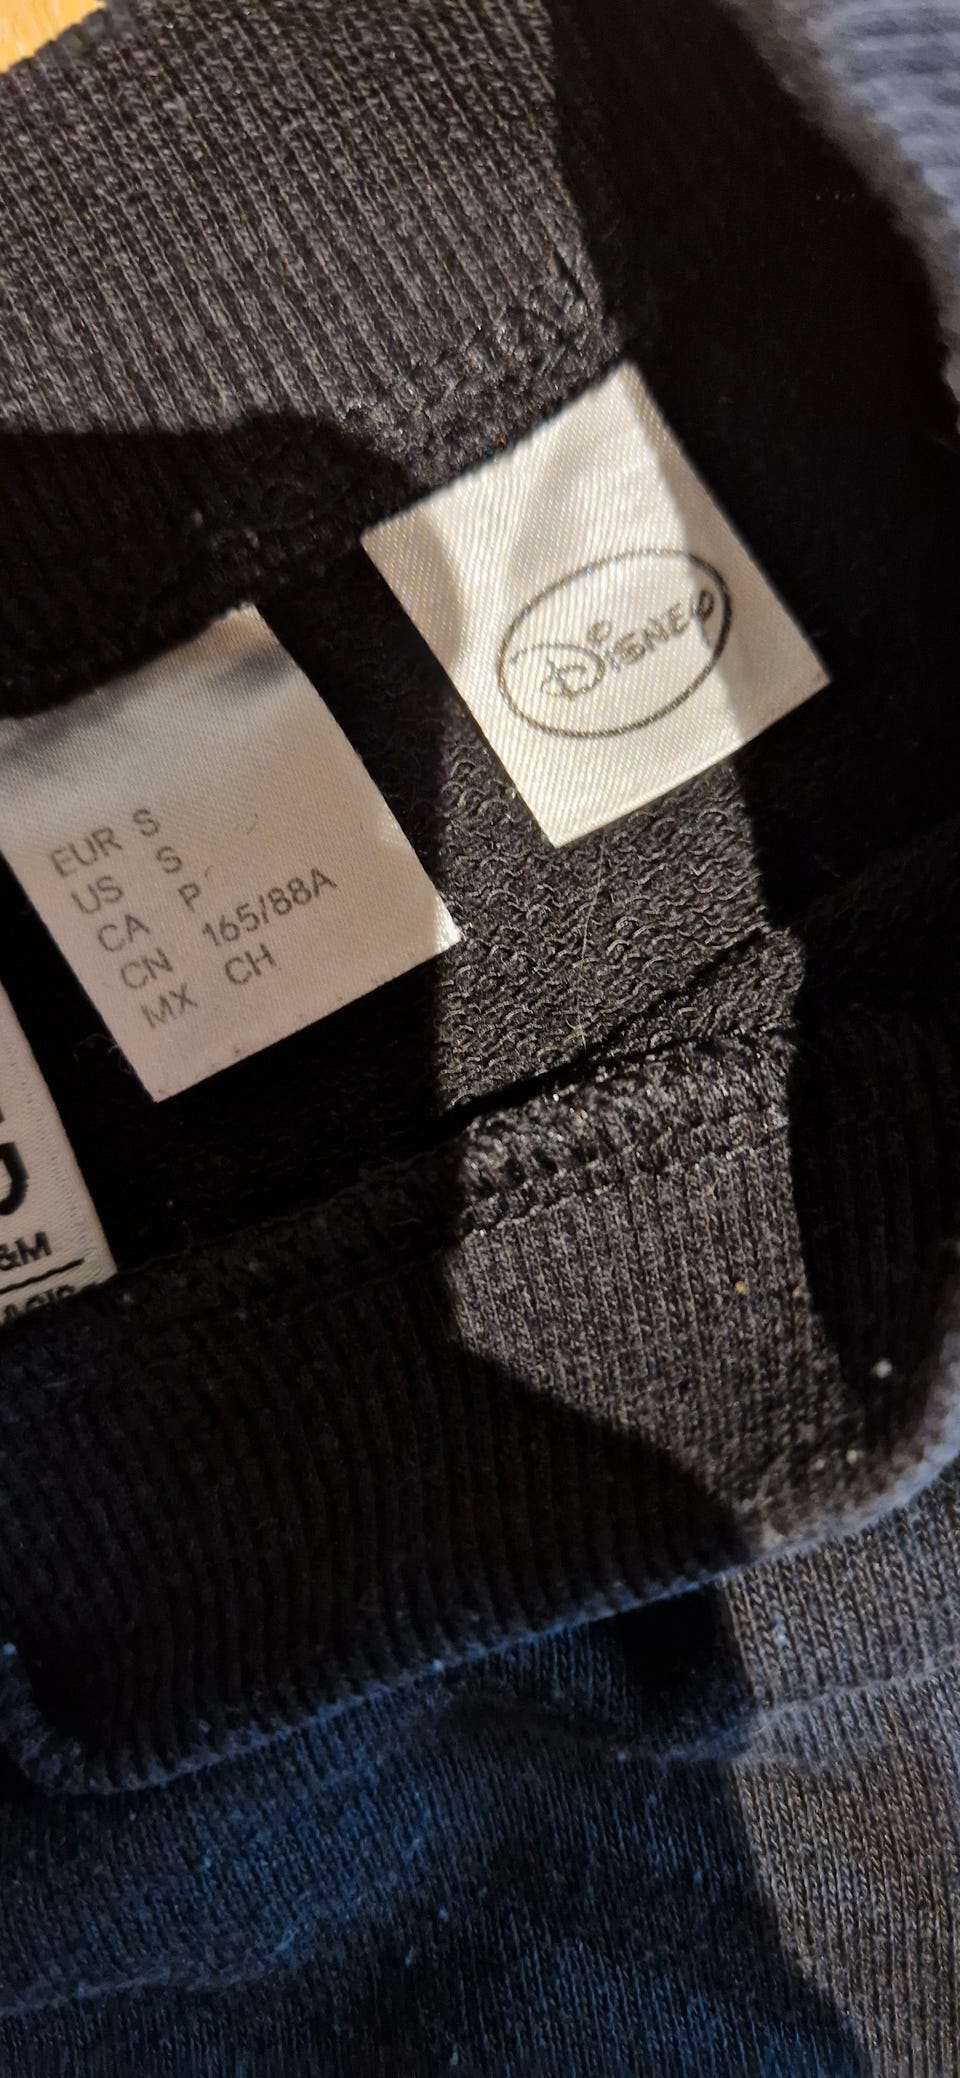 DISNEY
EUR S
US S
CA P
CN 165/88A
MX CH
&M